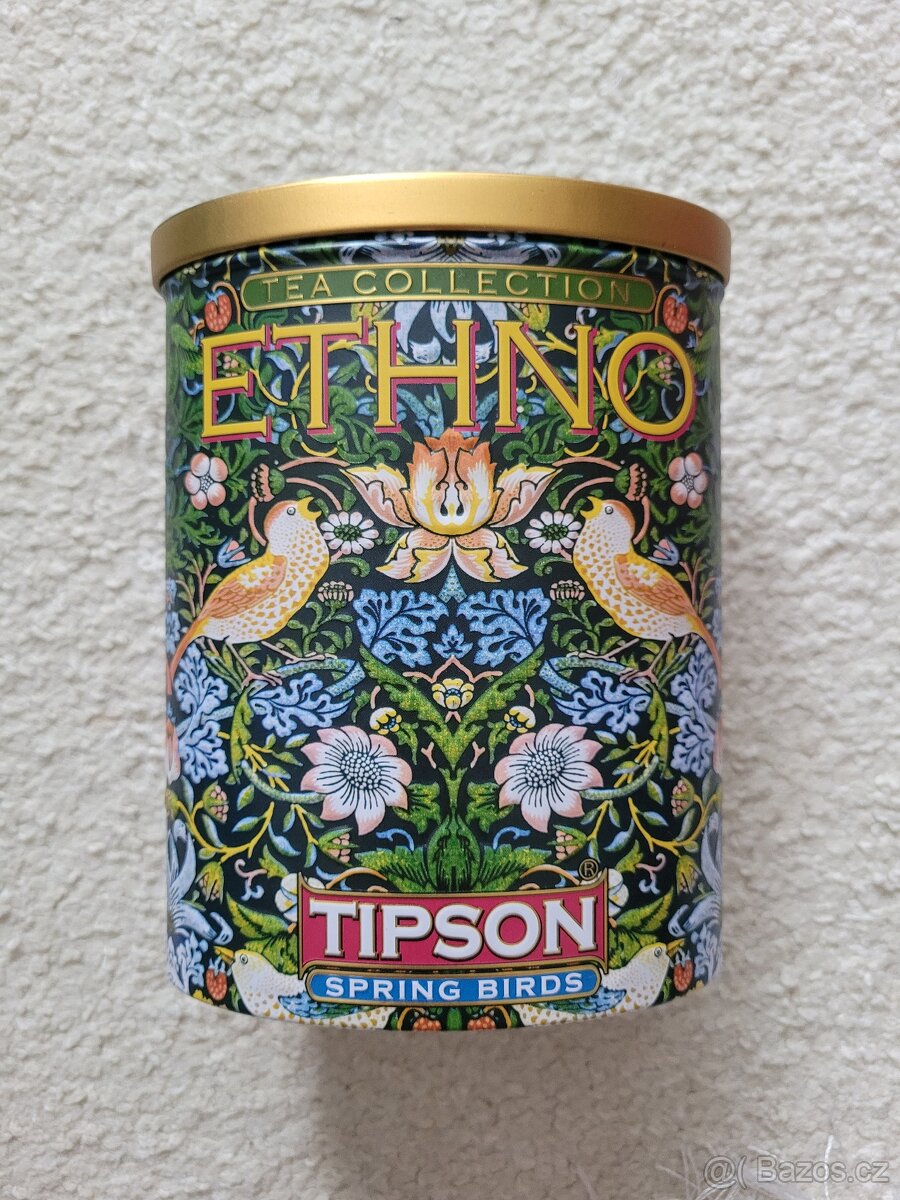 TEA COLLECTION
ETHNO
®
TIPSON
SPRING BIRDS
@( Bazos.cz